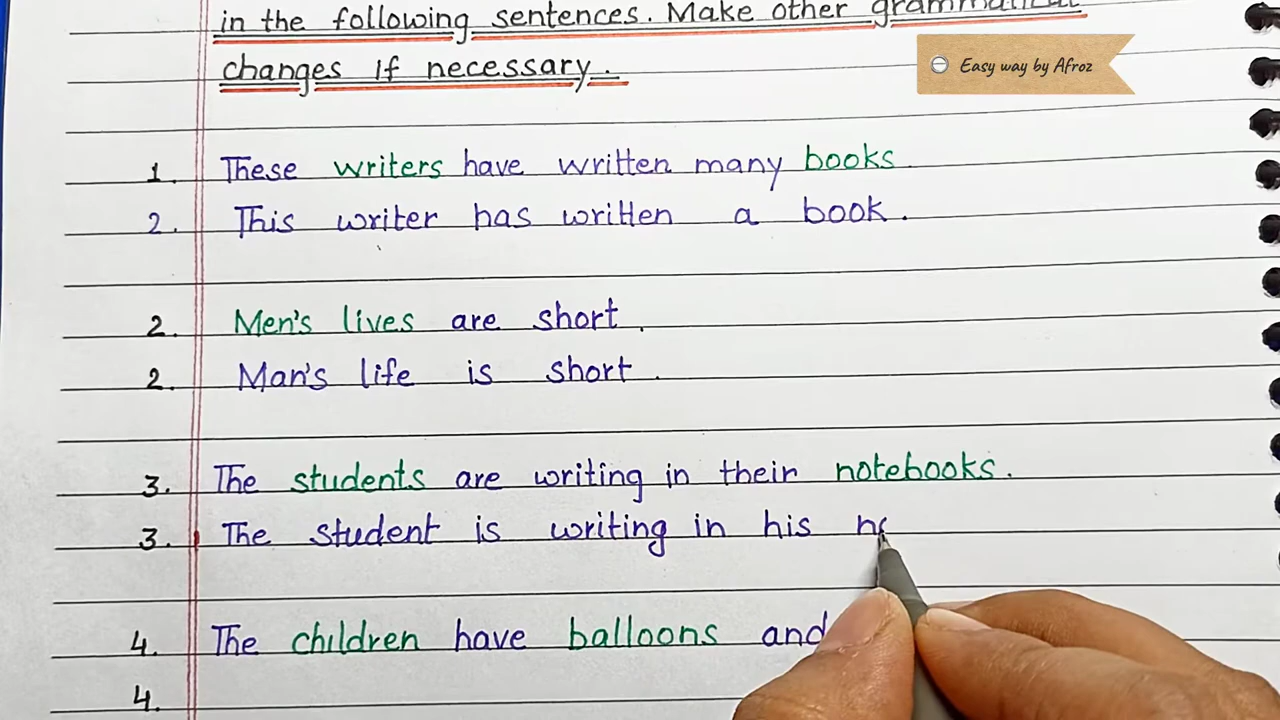 in the following sentences. Make other grammatical
changes if necessary.
Easy way by Afroz
1. These writers have written many books.
2. This writer has written a book.
2. Men's lives are short.
2. Man's life is short.
3. The students are writing in their notebooks.
3. The student is writing in his
4. The children have balloons and
4.